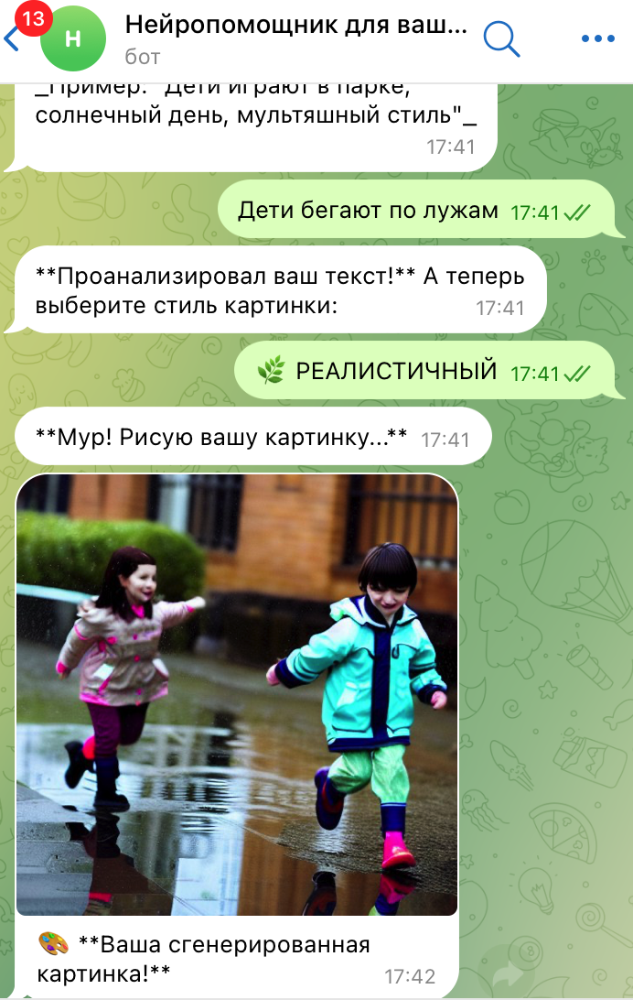 13
Н
Нейропомощник для ваш...
бот
_Пример: "Дети играют в парке,
солнечный день, мультяшный стиль"_
17:41
Дети бегают по лужам 17:41
**Проанализировал ваш текст!** А теперь
выберите стиль картинки:
17:41
🌿 РЕАЛИСТИЧНЫЙ 17:41
**Мур! Рисую вашу картинку...** 17:41
🎨 **Ваша сгенерированная
картинка!**
17:42